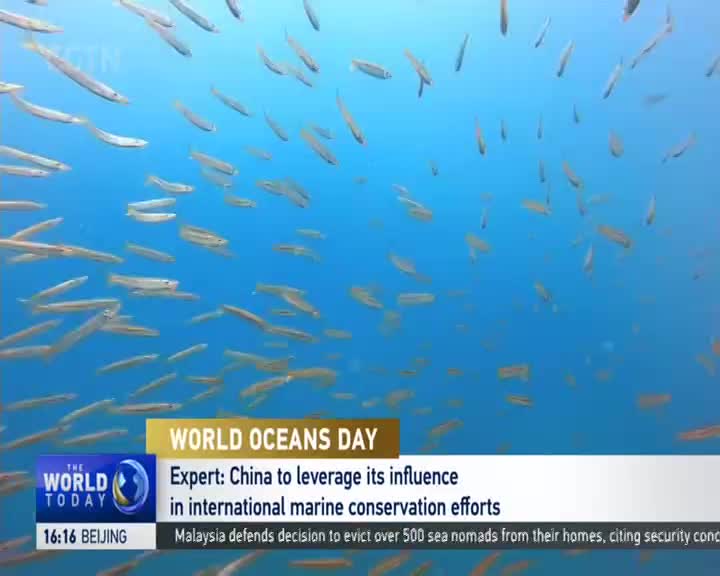 CGTN
WORLD OCEANS DAY
THE
WORLD
TODAY
Expert: China to leverage its influence
in international marine conservation efforts
16:16 BEIJING
Malaysia defends decision to evict over 500 sea nomads from their homes, citing security conc